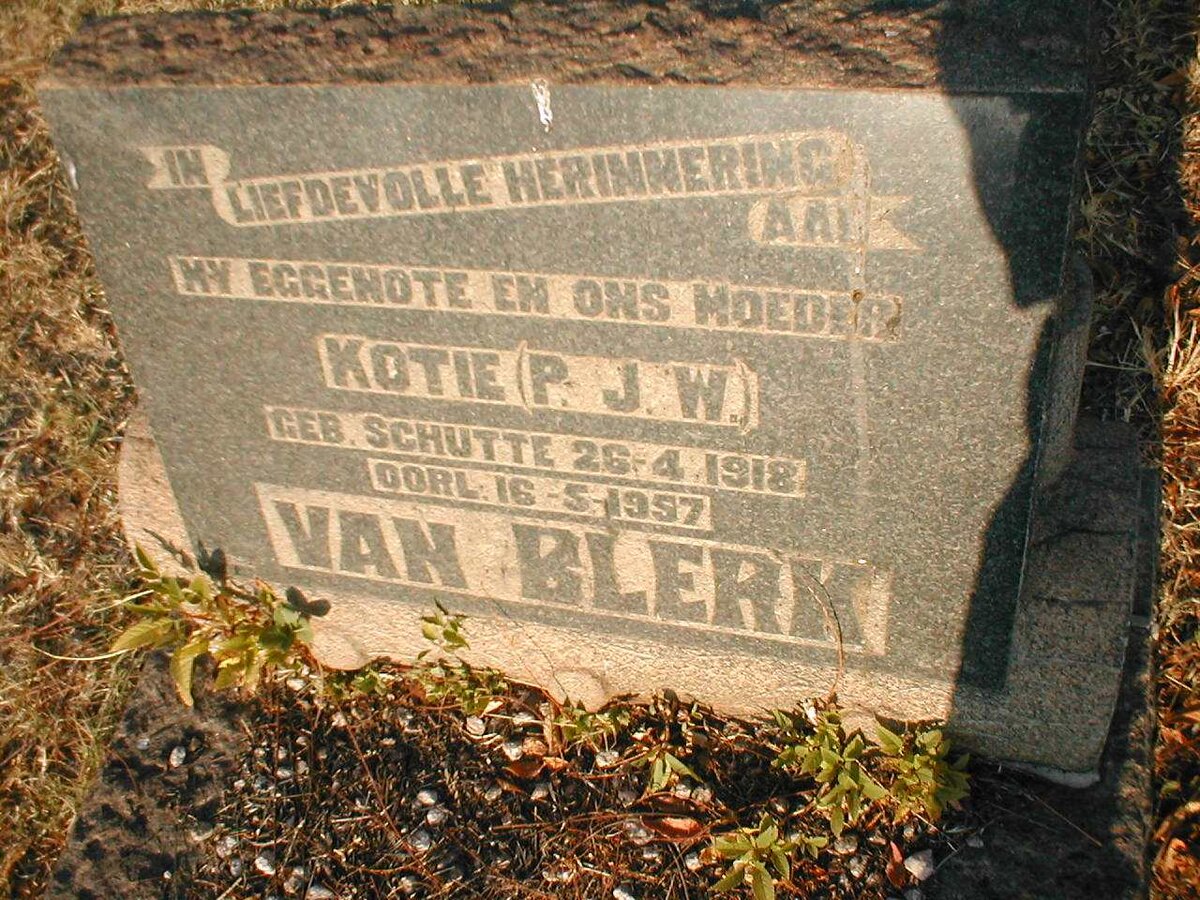 IN LIEFDEVOLLE HERINNERING
AAN
MY EGGENOTE EN ONS MOEDER
KOTIE (P. J. W.)
GEB. SCHUTTE 26-4.1918
OORL. 16-5-1957
VAN BLERK